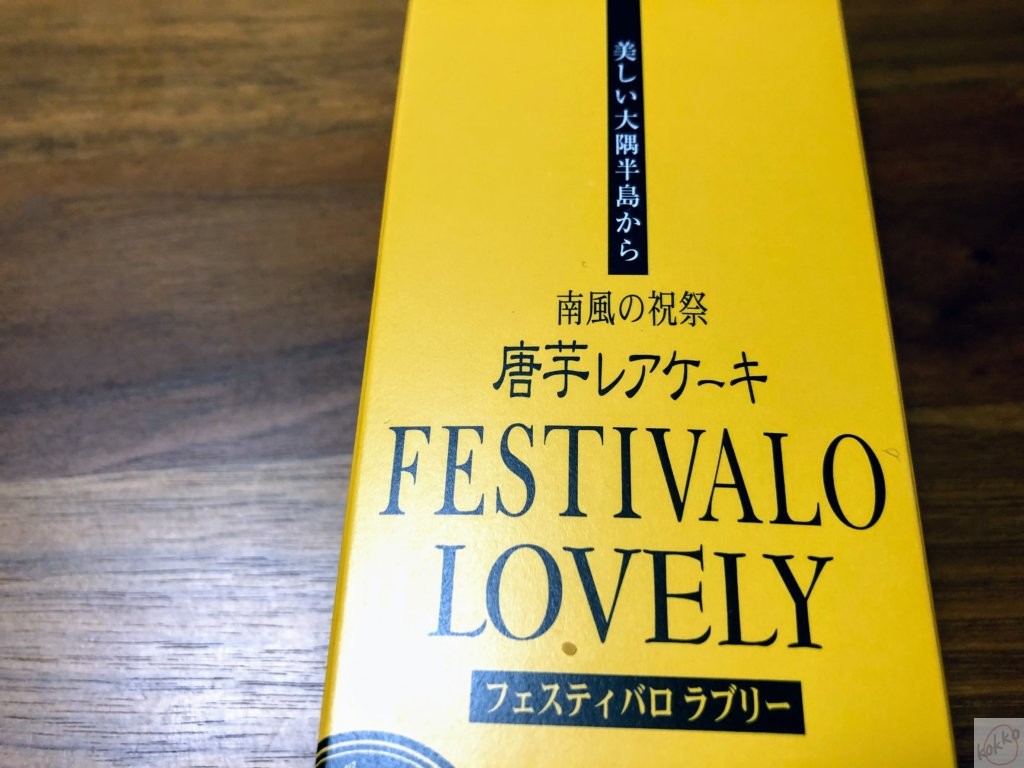 美しい大隅半島から
南風の祝祭
唐芋レアケーキ
FESTIVALO
LOVELY
フェスティバロ ラブリー
kokko